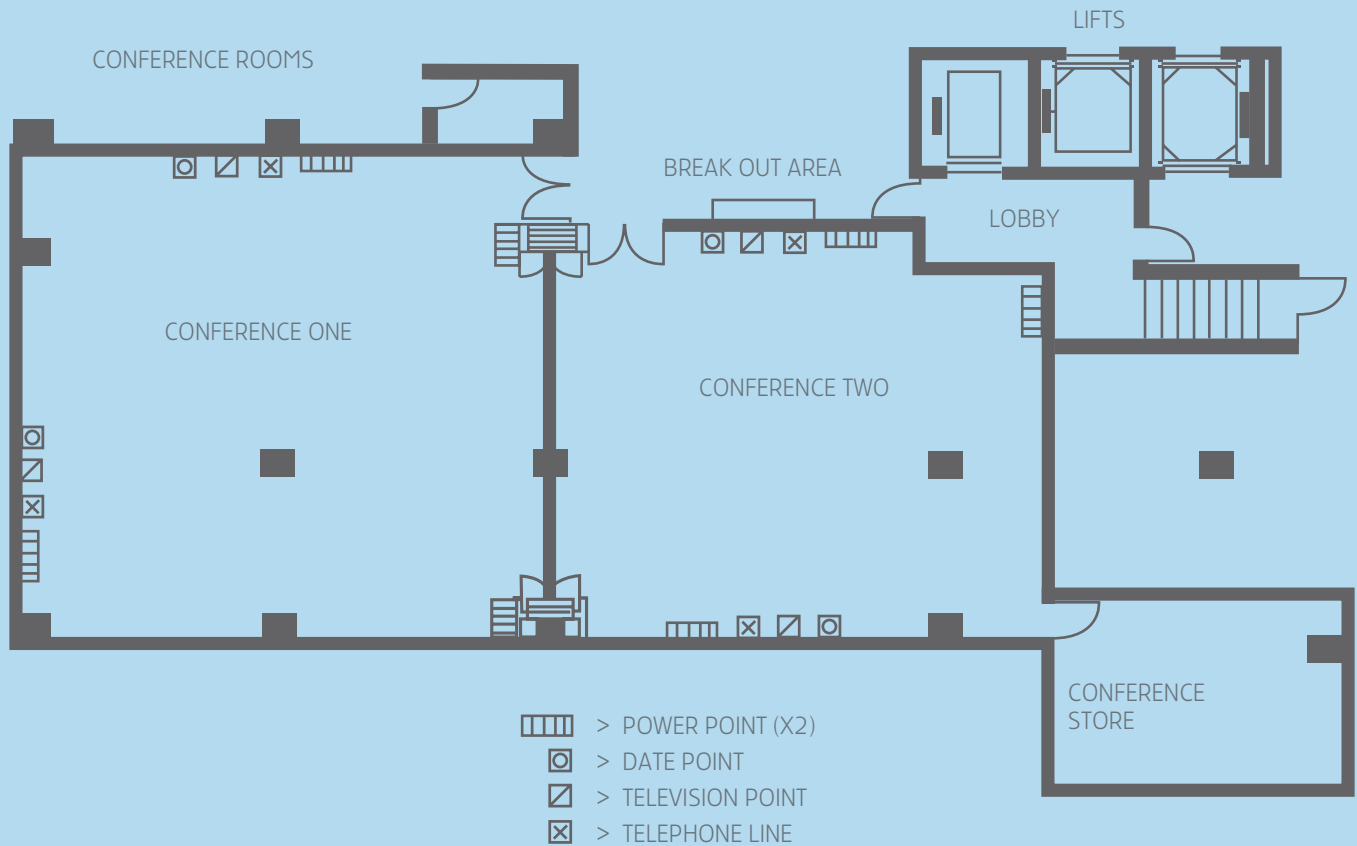 LIFTS
CONFERENCE ROOMS
BREAK OUT AREA
LOBBY
CONFERENCE ONE
CONFERENCE TWO
CONFERENCE
STORE
> POWER POINT (X2)
> DATE POINT
> TELEVISION POINT
> TELEPHONE LINE